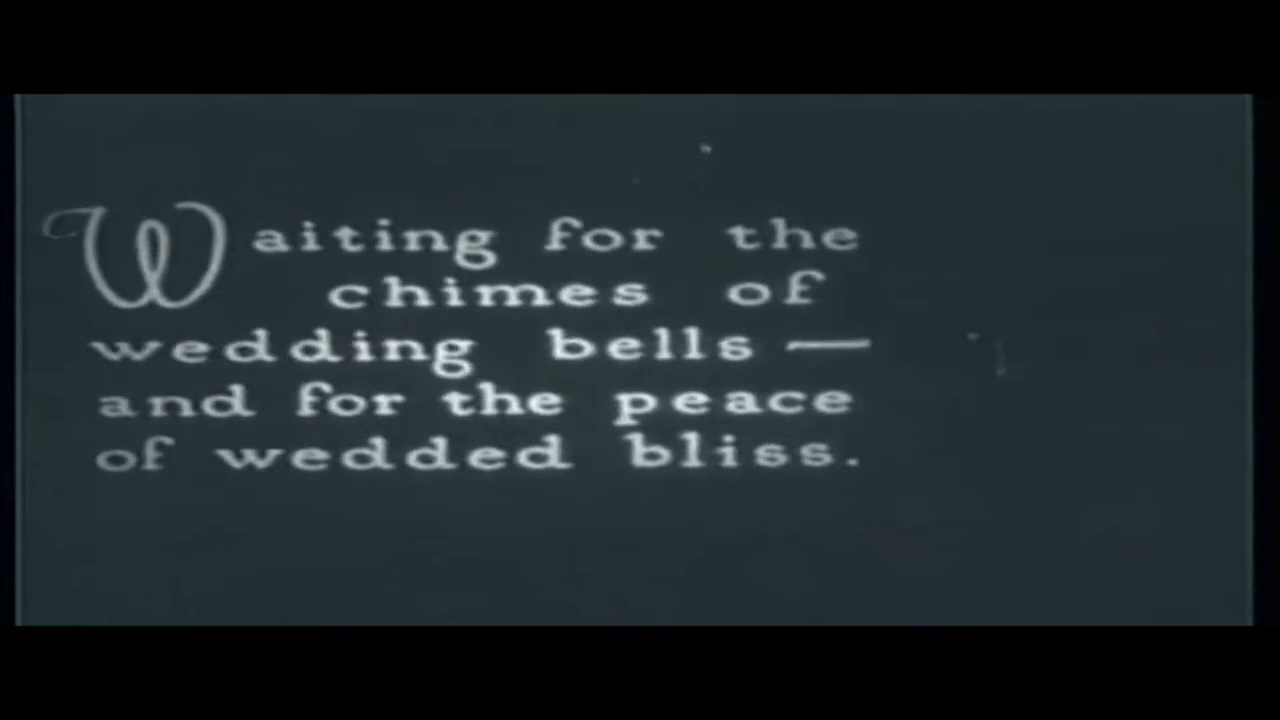 Waiting for the
chimes of
wedding bells —
and for the peace
of wedded bliss.